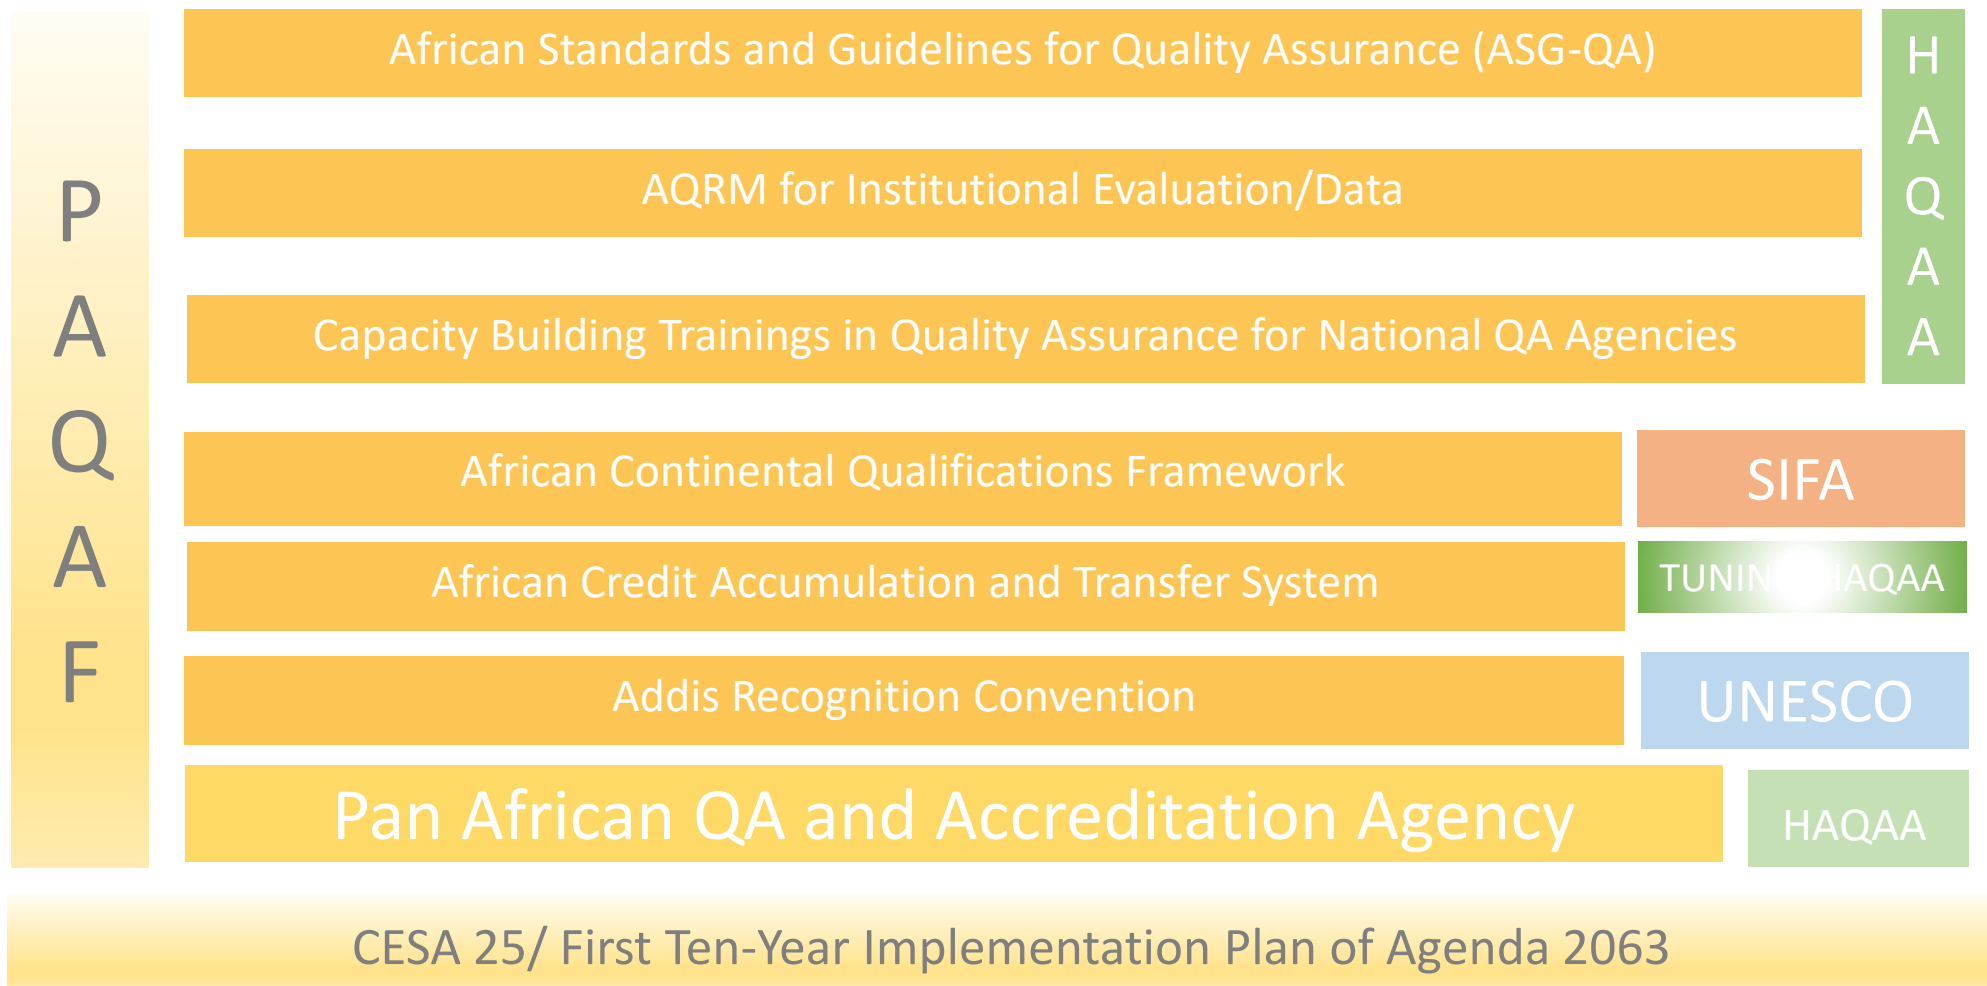 PAQAF
African Standards and Guidelines for Quality Assurance (ASG-QA)
AQRM for Institutional Evaluation/Data
Capacity Building Trainings in Quality Assurance for National QA Agencies
HAQAA
African Continental Qualifications Framework
SIFA
African Credit Accumulation and Transfer System
HAQAA
Addis Recognition Convention
UNESCO
Pan African QA and Accreditation Agency
HAQAA
CESA 25/ First Ten-Year Implementation Plan of Agenda 2063